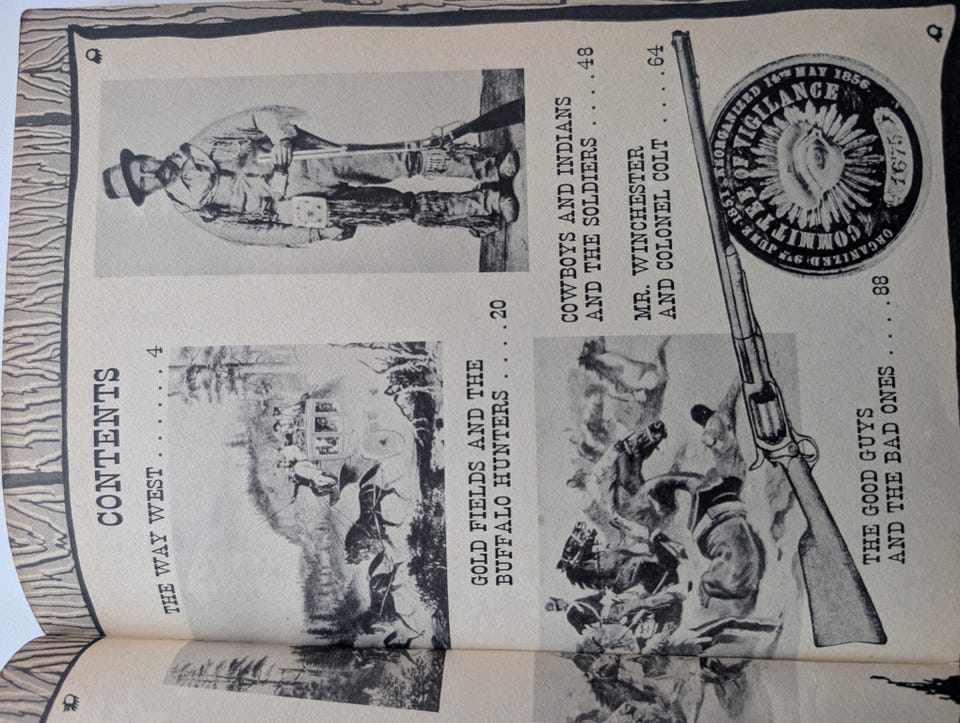 CONTENTS
THE WAY WEST . . . . . . . . 4
GOLD FIELDS AND THE
BUFFALO HUNTERS . . . . 20
COWBOYS AND INDIANS
AND THE SOLDIERS . . . . 48
MR. WINCHESTER
AND COLONEL COLT . . . . 64
THE GOOD GUYS
AND THE BAD ONES . . . . . 88
ORGANIZED 9TH JUNE 1851. REORGANIZED 14TH MAY 1856.
COMMITTEE OF VIGILANCE